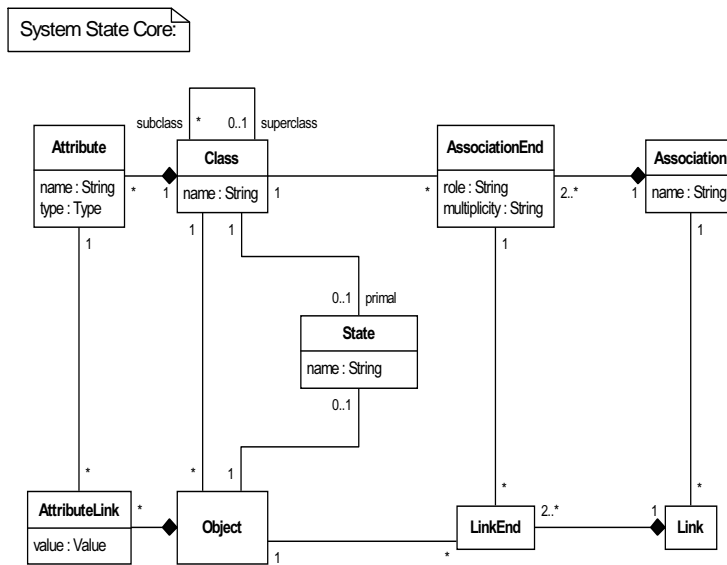 System State Core:
subclass * 0..1 superclass
Attribute
name : String
type : Type
Class
name : String
AssociationEnd
role : String
multiplicity : String
Association
name : String
* 1
1 *
2..* 1
1
1 1
1
1
0..1 primal
State
name : String
0..1
*
* 1
*
*
AttributeLink
value : Value
*
Object
LinkEnd
2..* 1
Link
1 *